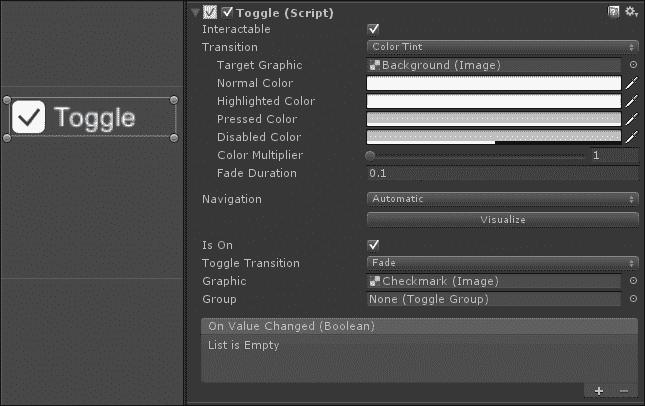 Toggle
Toggle (Script)
Interactable
Transition Color Tint
Target Graphic Background (Image)
Normal Color
Highlighted Color
Pressed Color
Disabled Color
Color Multiplier 1
Fade Duration 0.1
Navigation Automatic
Visualize
Is On
Toggle Transition Fade
Graphic Checkmark (Image)
Group None (Toggle Group)
On Value Changed (Boolean)
List is Empty